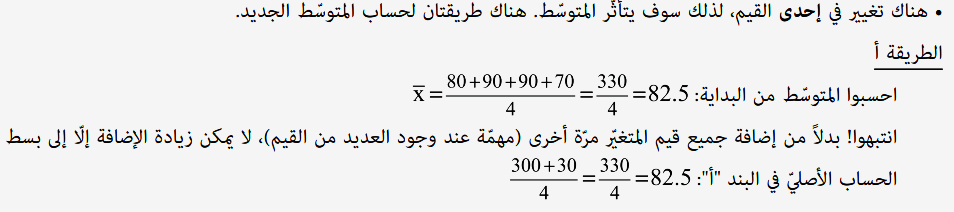 • هناك تغيير في إحدى القيم، لذلك سوف يتأثّر المتوسّط. هناك طريقتان لحساب المتوسّط الجديد.
الطريقة أ
احسبوا المتوسّط من البداية: x̄ = (80+90+90+70)/4 = 330/4 = 82.5
انتبهوا! بدلاً من إضافة جميع قيم المتغيّر مرّة أخرى (مهمّة عند وجود العديد من القيم)، لا يمكن زيادة الإضافة إلّا إلى بسط
الحساب الأصليّ في البند "أ": (300+30)/4 = 330/4 = 82.5